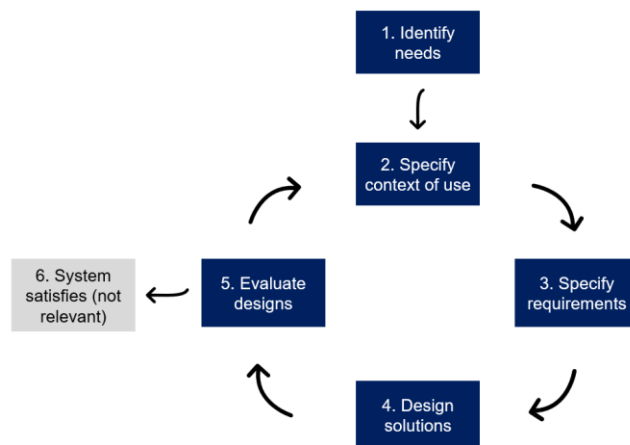 1. Identify
needs
2. Specify
context of use
3. Specify
requirements
4. Design
solutions
5. Evaluate
designs
6. System
satisfies (not
relevant)